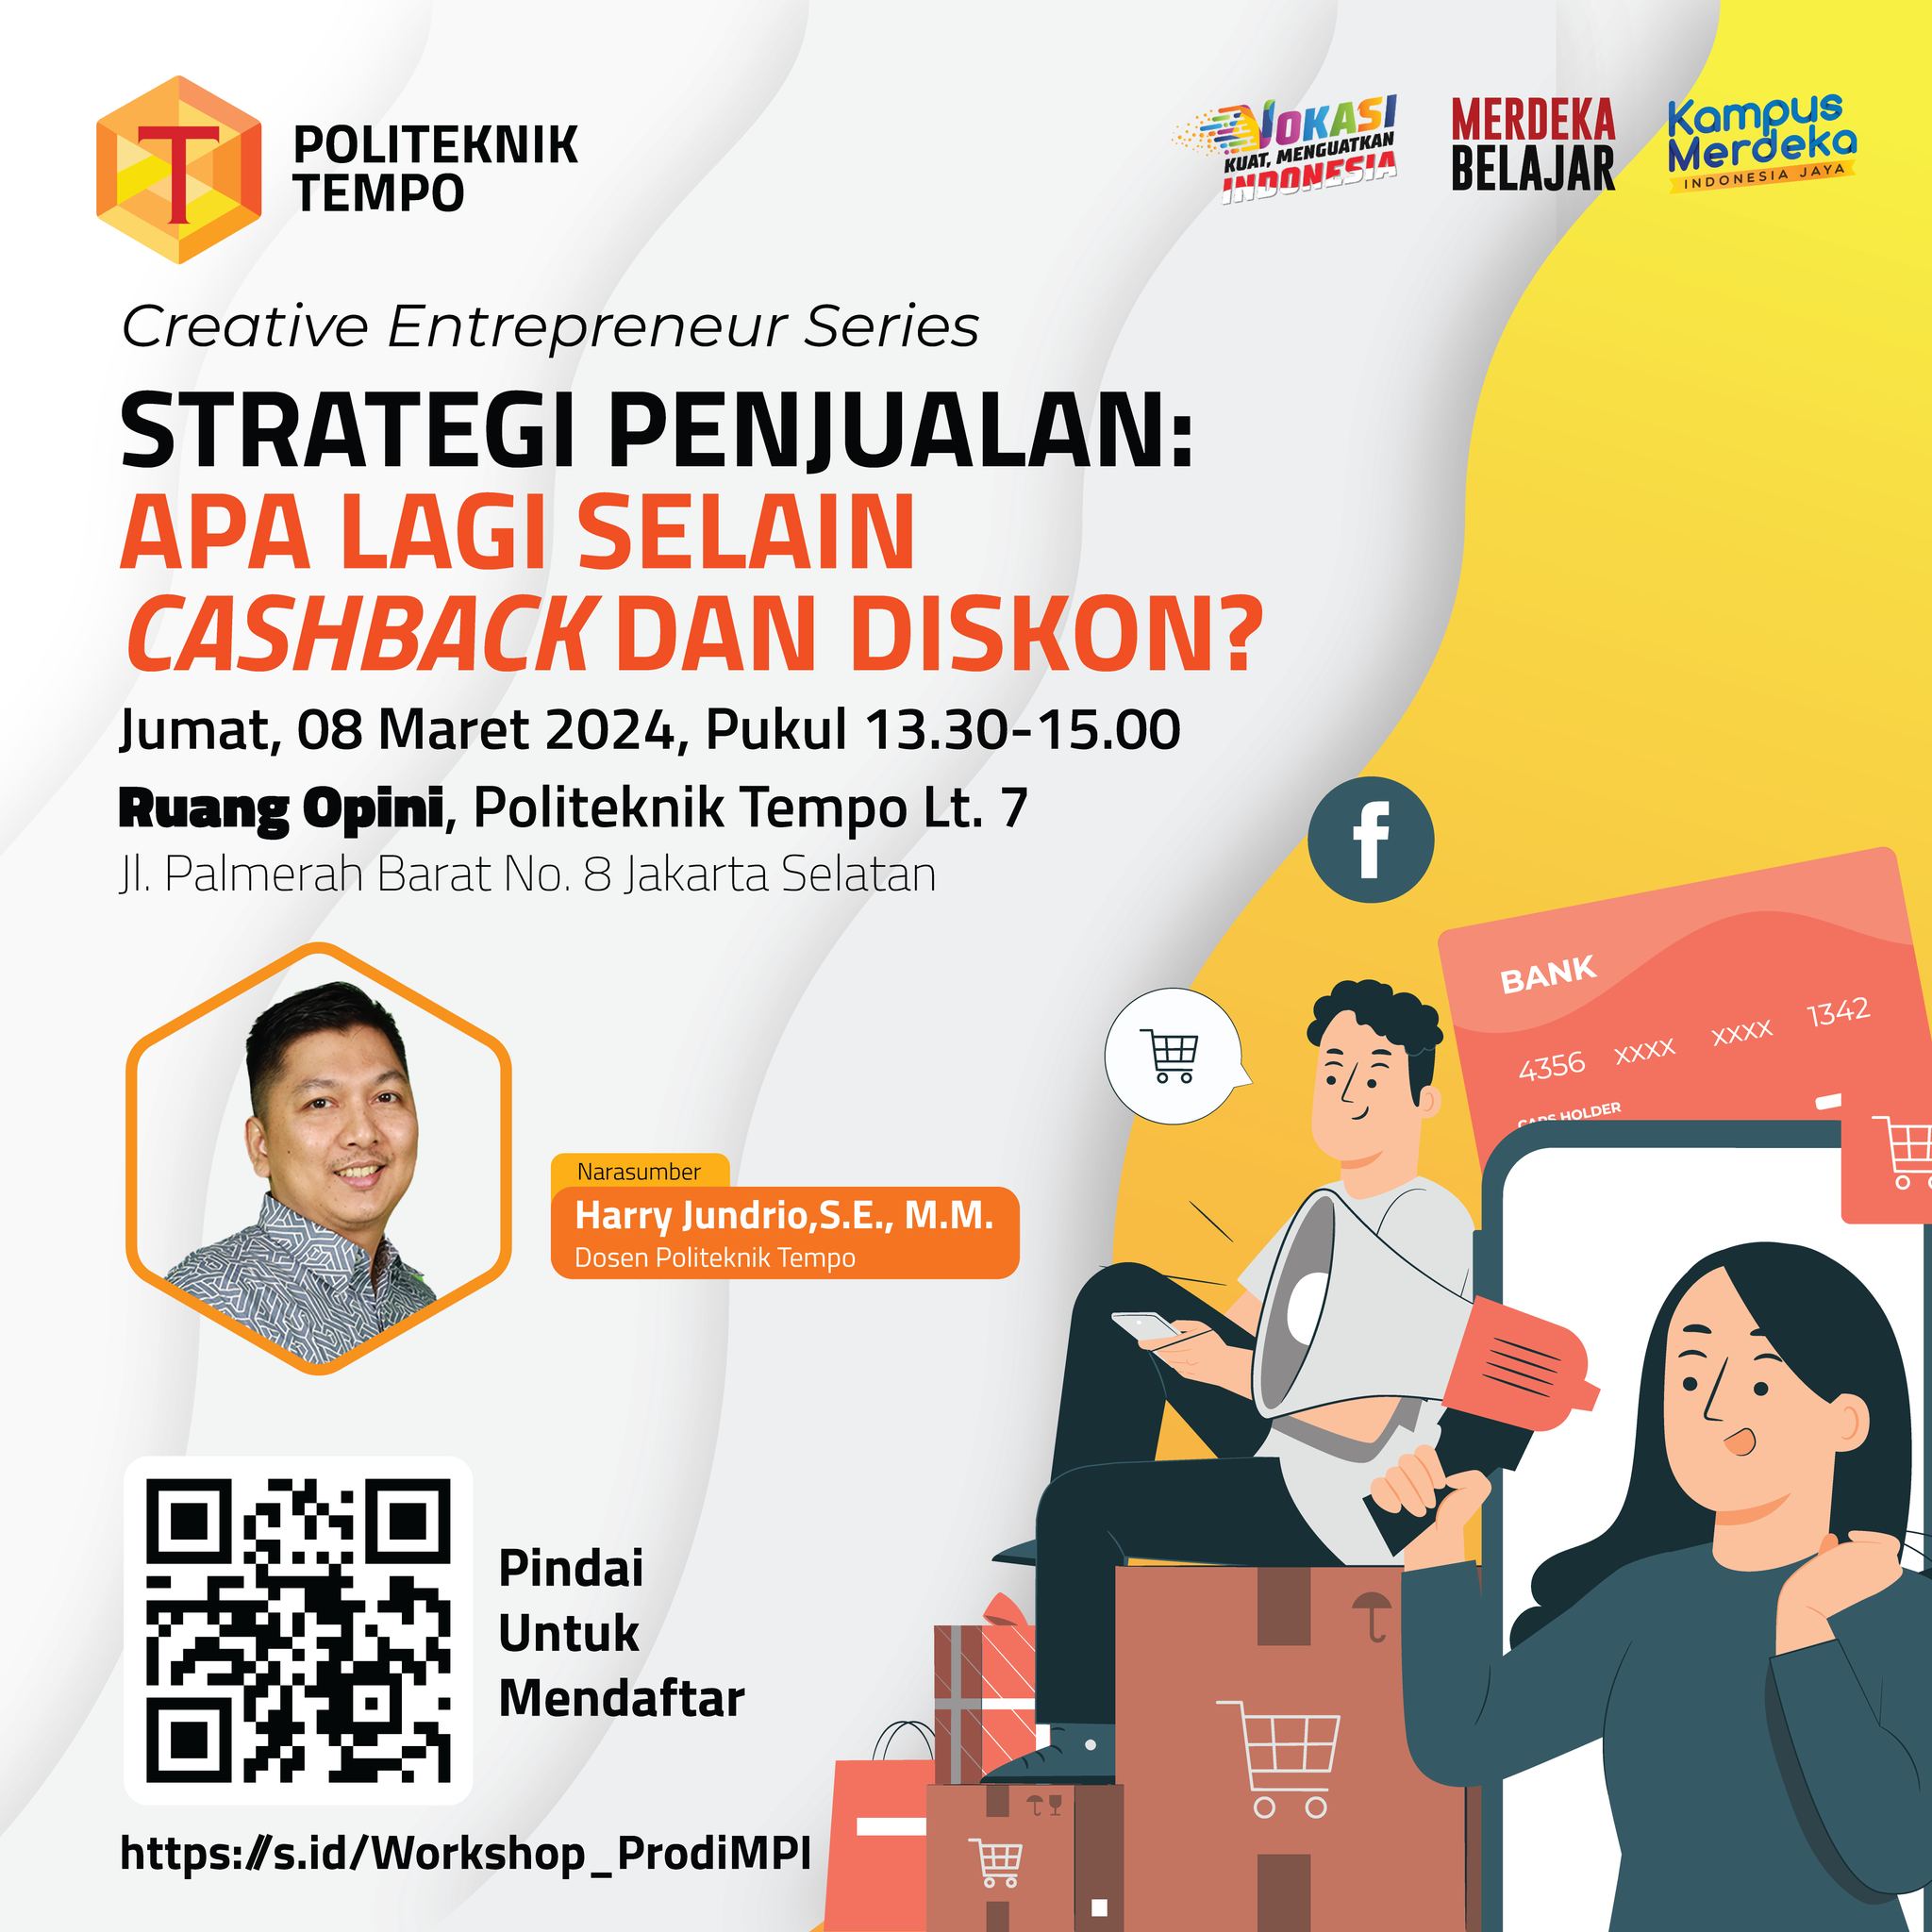 T
POLITEKNIK
TEMPO
VOKASI
KUAT, MENGUATKAN
INDONESIA
MERDEKA
BELAJAR
Kampus
Merdeka
INDONESIA JAYA
Creative Entrepreneur Series
STRATEGI PENJUALAN:
APA LAGI SELAIN
CASHBACK DAN DISKON?
Jumat, 08 Maret 2024, Pukul 13.30-15.00
Ruang Opini, Politeknik Tempo Lt. 7
Jl. Palmerah Barat No. 8 Jakarta Selatan
f
BANK
4356 XXXX XXXX 1342
CARS HOLDER
Narasumber
Harry Jundrio,S.E., M.M.
Dosen Politeknik Tempo
Pindai
Untuk
Mendaftar
https://s.id/Workshop_ProdiMPI